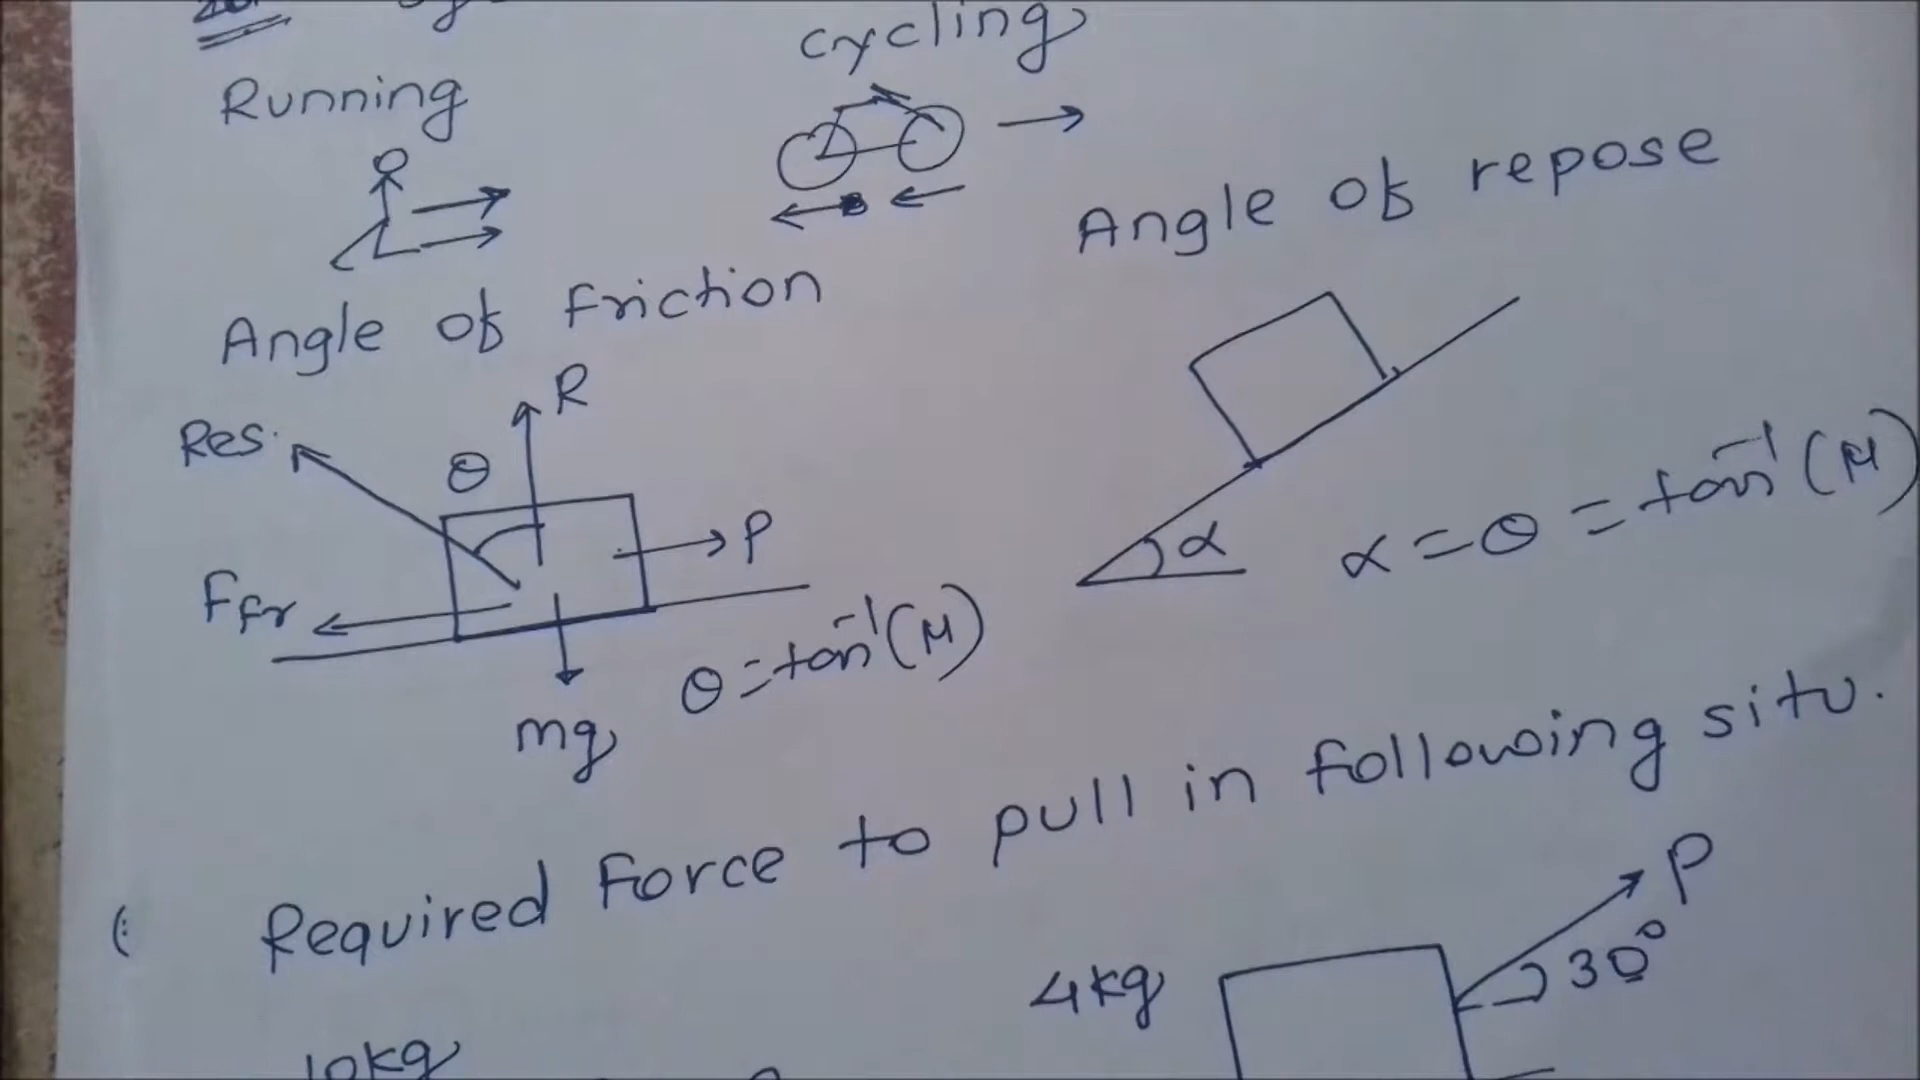 Running
cycling
Angle of friction
Angle of repose
R
Res.
θ
P
Ffr
mg
θ = tan⁻¹(μ)
α
α = θ = tan⁻¹(μ)
Required Force to pull in following situ.
P
30°
4kg
10kg